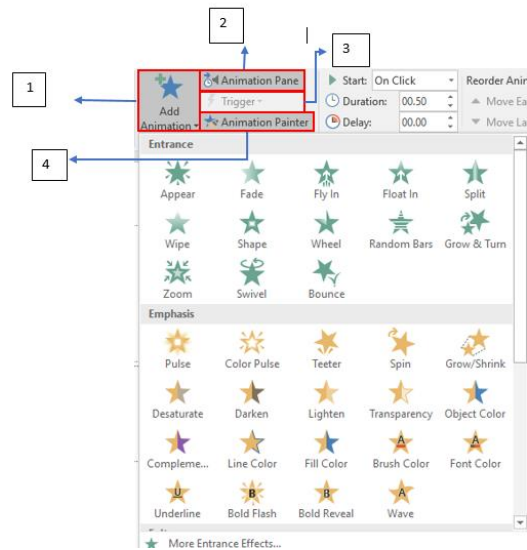 2
3
1
4
Add
Animation
Animation Pane
Trigger
Animation Painter
Start: On Click
Duration: 00.50
Delay: 00.00
Reorder Anin
Move Ea
Move La
Entrance
Appear Fade Fly In Float In Split
Wipe Shape Wheel Random Bars Grow & Turn
Zoom Swivel Bounce
Emphasis
Pulse Color Pulse Teeter Spin Grow/Shrink
Desaturate Darken Lighten Transparency Object Color
Compleme... Line Color Fill Color Brush Color Font Color
Underline Bold Flash Bold Reveal Wave
More Entrance Effects...